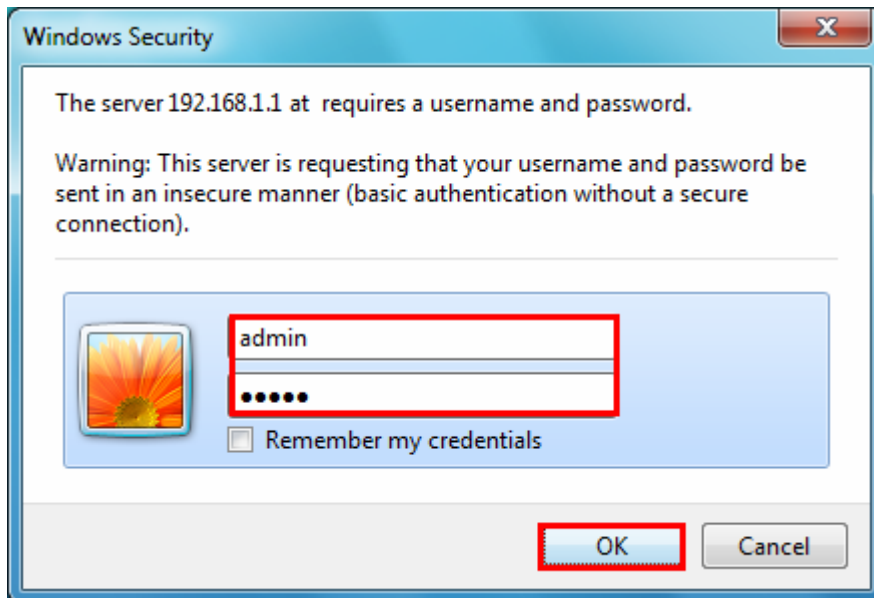 Windows Security
The server 192.168.1.1 at  requires a username and password.
Warning: This server is requesting that your username and password be
sent in an insecure manner (basic authentication without a secure
connection).
admin
●●●●●
Remember my credentials
OK
Cancel